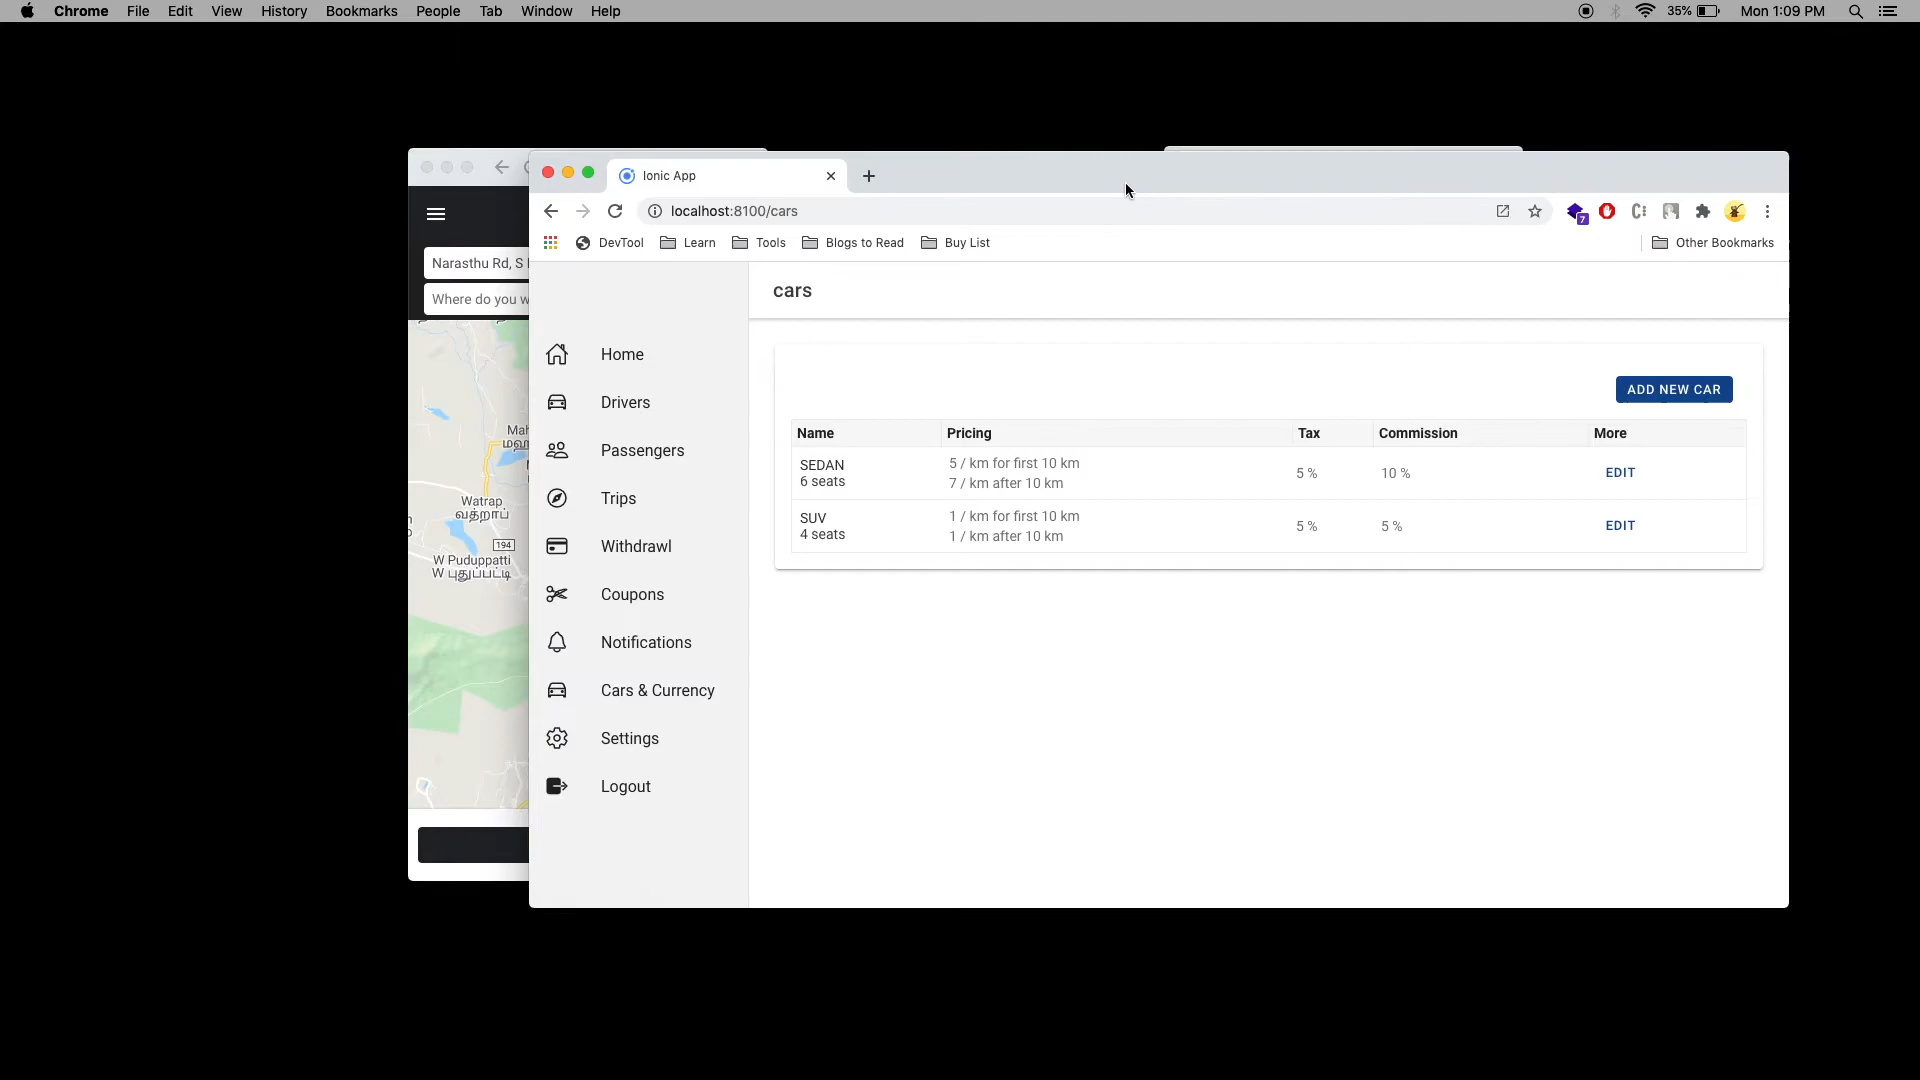 Chrome File Edit View History Bookmarks People Tab Window Help
35% Mon 1:09 PM
Narasthu Rd, S
Where do you
Watrap
வத்றாப்
194
W Puduppatti
W புதுப்பட்டி
Ionic App
localhost:8100/cars
7
DevTool Learn Tools Blogs to Read Buy List Other Bookmarks
cars
Home
Drivers
Passengers
Trips
Withdrawl
Coupons
Notifications
Cars & Currency
Settings
Logout
ADD NEW CAR
Name Pricing Tax Commission More
SEDAN
6 seats
5 / km for first 10 km
7 / km after 10 km
5 %
10 %
EDIT
SUV
4 seats
1 / km for first 10 km
1 / km after 10 km
5 %
5 %
EDIT